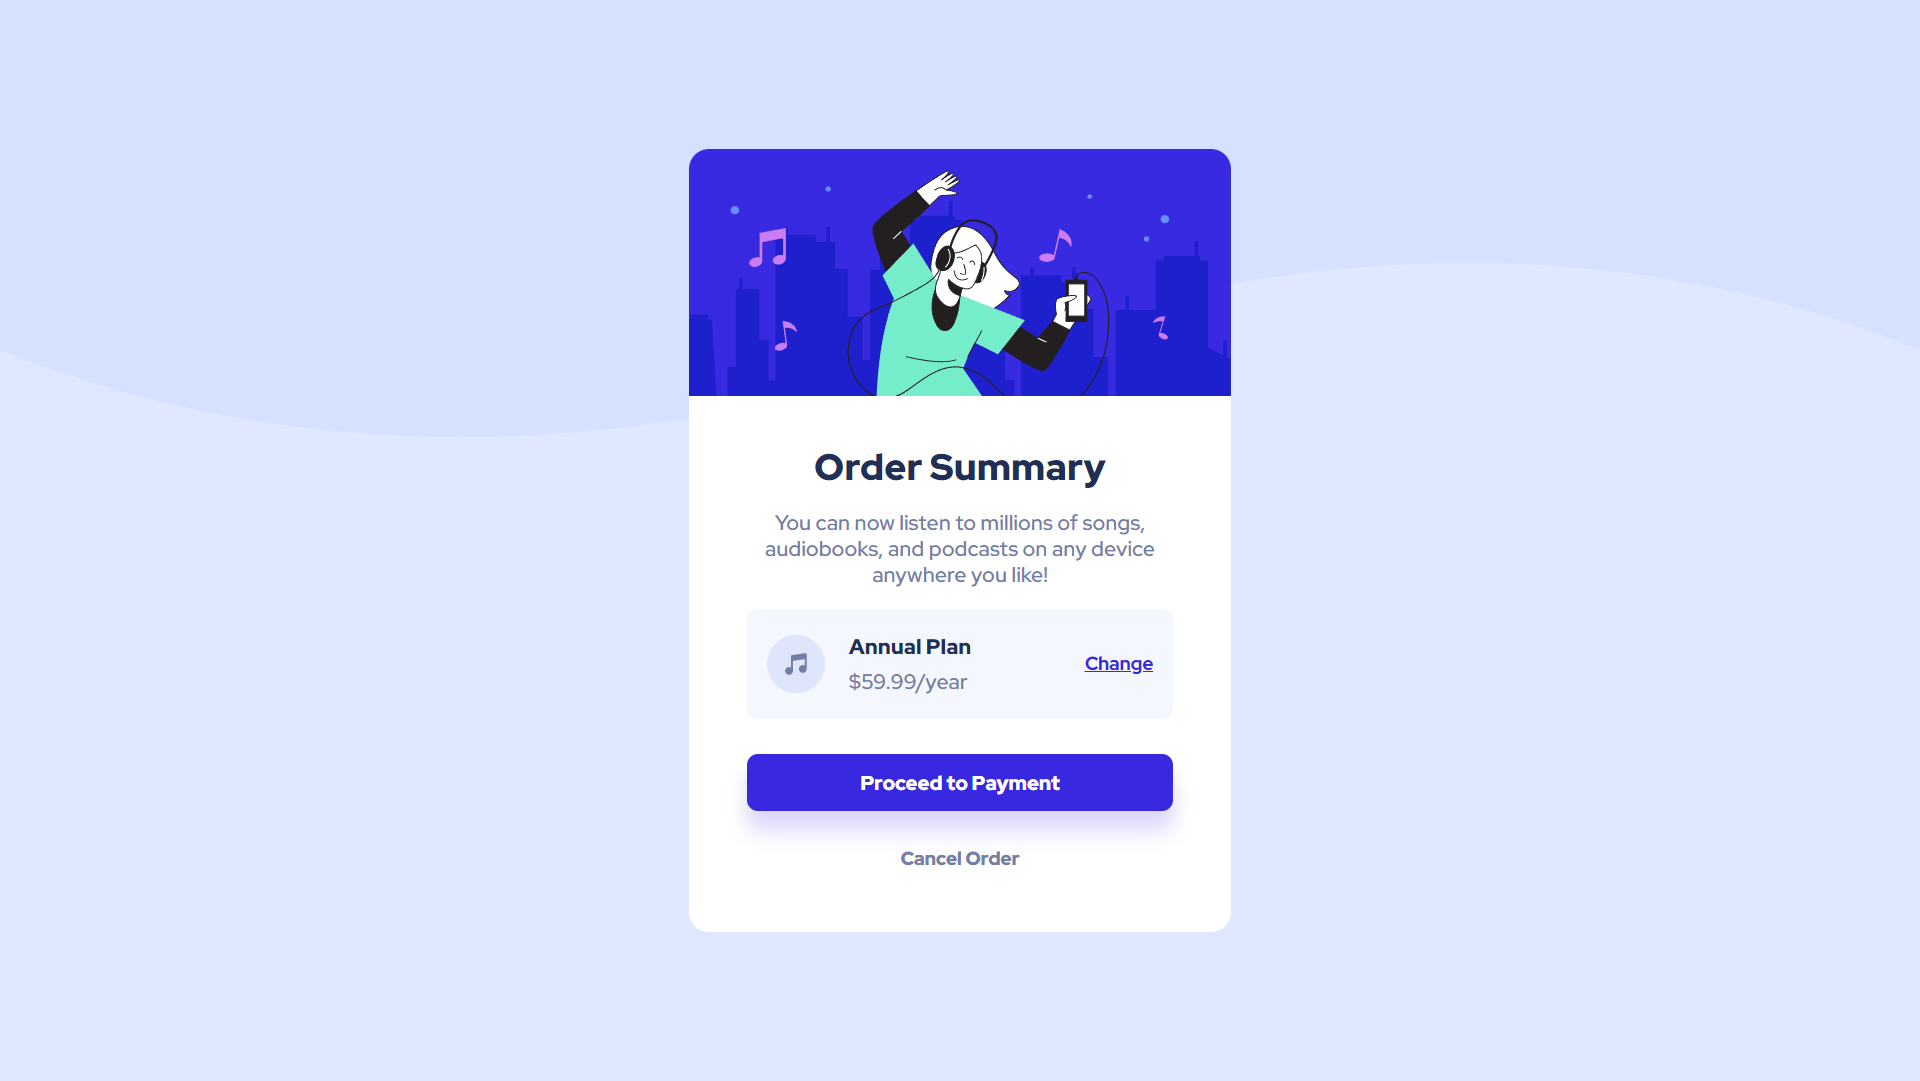 Order Summary
You can now listen to millions of songs,
audiobooks, and podcasts on any device
anywhere you like!
Annual Plan
$59.99/year
Change
Proceed to Payment
Cancel Order